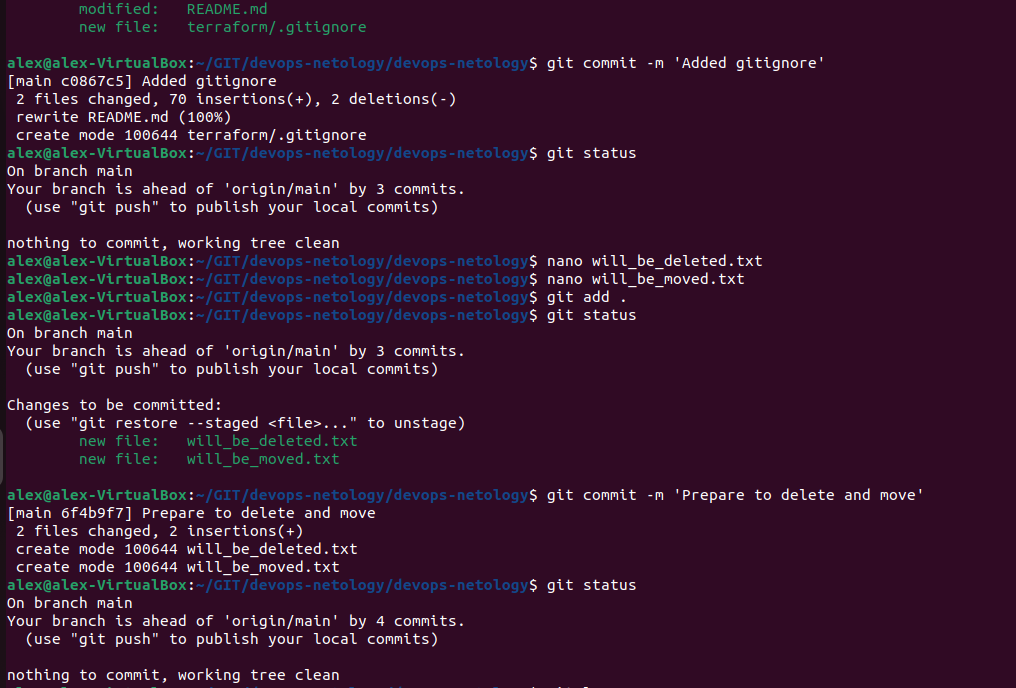 modified:   README.md
        new file:   terraform/.gitignore

alex@alex-VirtualBox:~/GIT/devops-netology/devops-netology$ git commit -m 'Added gitignore'
[main c0867c5] Added gitignore
 2 files changed, 70 insertions(+), 2 deletions(-)
 rewrite README.md (100%)
 create mode 100644 terraform/.gitignore
alex@alex-VirtualBox:~/GIT/devops-netology/devops-netology$ git status
On branch main
Your branch is ahead of 'origin/main' by 3 commits.
  (use "git push" to publish your local commits)

nothing to commit, working tree clean
alex@alex-VirtualBox:~/GIT/devops-netology/devops-netology$ nano will_be_deleted.txt
alex@alex-VirtualBox:~/GIT/devops-netology/devops-netology$ nano will_be_moved.txt
alex@alex-VirtualBox:~/GIT/devops-netology/devops-netology$ git add .
alex@alex-VirtualBox:~/GIT/devops-netology/devops-netology$ git status
On branch main
Your branch is ahead of 'origin/main' by 3 commits.
  (use "git push" to publish your local commits)

Changes to be committed:
  (use "git restore --staged <file>..." to unstage)
        new file:   will_be_deleted.txt
        new file:   will_be_moved.txt

alex@alex-VirtualBox:~/GIT/devops-netology/devops-netology$ git commit -m 'Prepare to delete and move'
[main 6f4b9f7] Prepare to delete and move
 2 files changed, 2 insertions(+)
 create mode 100644 will_be_deleted.txt
 create mode 100644 will_be_moved.txt
alex@alex-VirtualBox:~/GIT/devops-netology/devops-netology$ git status
On branch main
Your branch is ahead of 'origin/main' by 4 commits.
  (use "git push" to publish your local commits)

nothing to commit, working tree clean